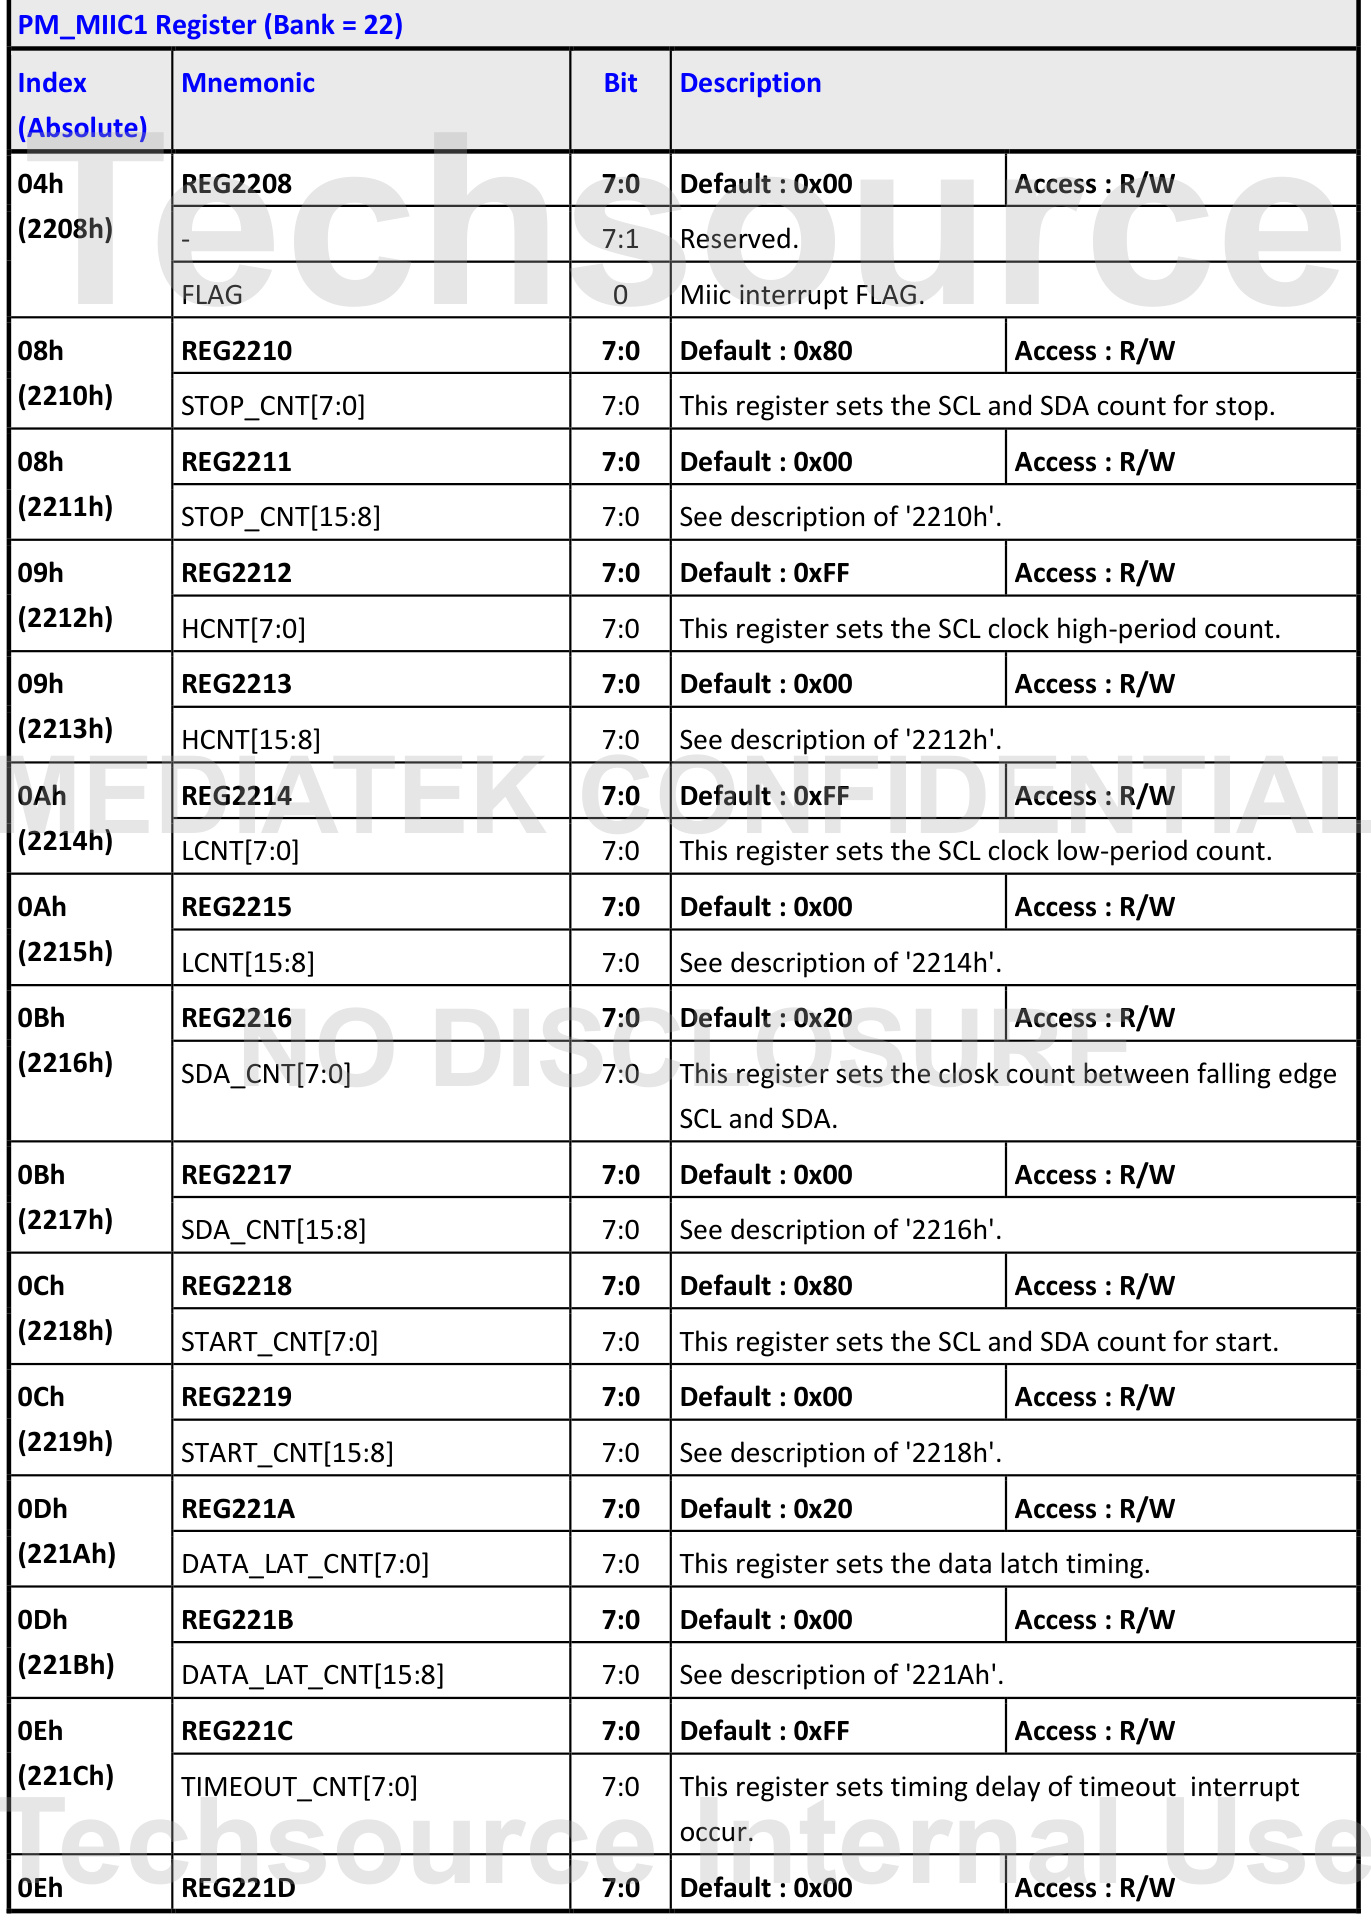 PM_MIIC1 Register (Bank = 22)
Index (Absolute) Mnemonic Bit Description
04h (2208h) REG2208 7:0 Default : 0x00 Access : R/W
- 7:1 Reserved.
FLAG 0 Miic interrupt FLAG.
Techsource
08h (2210h) REG2210 7:0 Default : 0x80 Access : R/W
STOP_CNT[7:0] 7:0 This register sets the SCL and SDA count for stop.
08h (2211h) REG2211 7:0 Default : 0x00 Access : R/W
STOP_CNT[15:8] 7:0 See description of '2210h'.
09h (2212h) REG2212 7:0 Default : 0xFF Access : R/W
HCNT[7:0] 7:0 This register sets the SCL clock high-period count.
09h (2213h) REG2213 7:0 Default : 0x00 Access : R/W
HCNT[15:8] 7:0 See description of '2212h'.
MEDIATEK CONFIDENTIAL
0Ah (2214h) REG2214 7:0 Default : 0xFF Access : R/W
LCNT[7:0] 7:0 This register sets the SCL clock low-period count.
0Ah (2215h) REG2215 7:0 Default : 0x00 Access : R/W
LCNT[15:8] 7:0 See description of '2214h'.
NO DISCLOSURE
0Bh (2216h) REG2216 7:0 Default : 0x20 Access : R/W
SDA_CNT[7:0] 7:0 This register sets the closk count between falling edge
SCL and SDA.
0Bh (2217h) REG2217 7:0 Default : 0x00 Access : R/W
SDA_CNT[15:8] 7:0 See description of '2216h'.
0Ch (2218h) REG2218 7:0 Default : 0x80 Access : R/W
START_CNT[7:0] 7:0 This register sets the SCL and SDA count for start.
0Ch (2219h) REG2219 7:0 Default : 0x00 Access : R/W
START_CNT[15:8] 7:0 See description of '2218h'.
0Dh (221Ah) REG221A 7:0 Default : 0x20 Access : R/W
DATA_LAT_CNT[7:0] 7:0 This register sets the data latch timing.
0Dh (221Bh) REG221B 7:0 Default : 0x00 Access : R/W
DATA_LAT_CNT[15:8] 7:0 See description of '221Ah'.
0Eh (221Ch) REG221C 7:0 Default : 0xFF Access : R/W
TIMEOUT_CNT[7:0] 7:0 This register sets timing delay of timeout interrupt
occur.
Techsource Internal Use
0Eh REG221D 7:0 Default : 0x00 Access : R/W